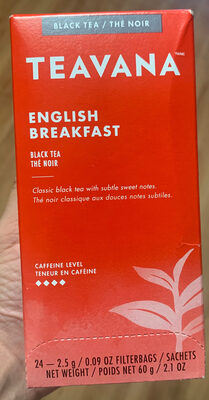 BLACK TEA / THÉ NOIR
TEAVANA
ENGLISH
BREAKFAST
BLACK TEA
THÉ NOIR
Classic black tea with subtle sweet notes.
Thé noir classique aux douces notes subtiles.
CAFFEINE LEVEL
TENEUR EN CAFÉINE
24 — 2.5 g / 0.09 OZ FILTERBAGS / SACHETS
NET WEIGHT / POIDS NET 60 g / 2.1 OZ